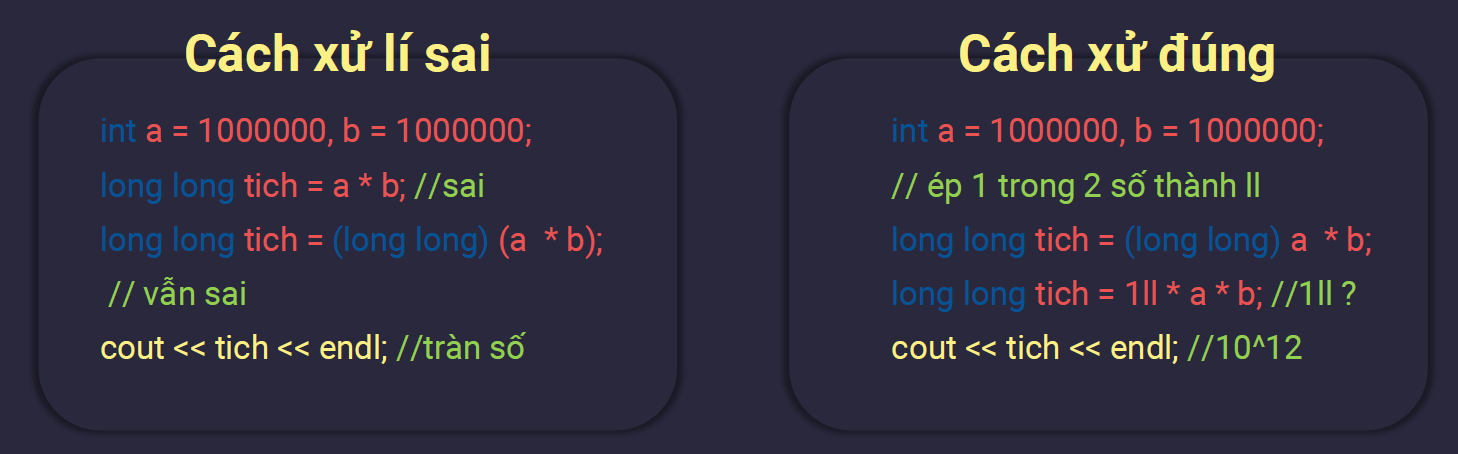 Cách xử lí sai
int a = 1000000, b = 1000000;
long long tich = a * b; //sai
long long tich = (long long) (a * b);
// vẫn sai
cout << tich << endl; //tràn số
Cách xử đúng
int a = 1000000, b = 1000000;
// ép 1 trong 2 số thành ll
long long tich = (long long) a * b;
long long tich = 1ll * a * b; //1ll ?
cout << tich << endl; //10^12